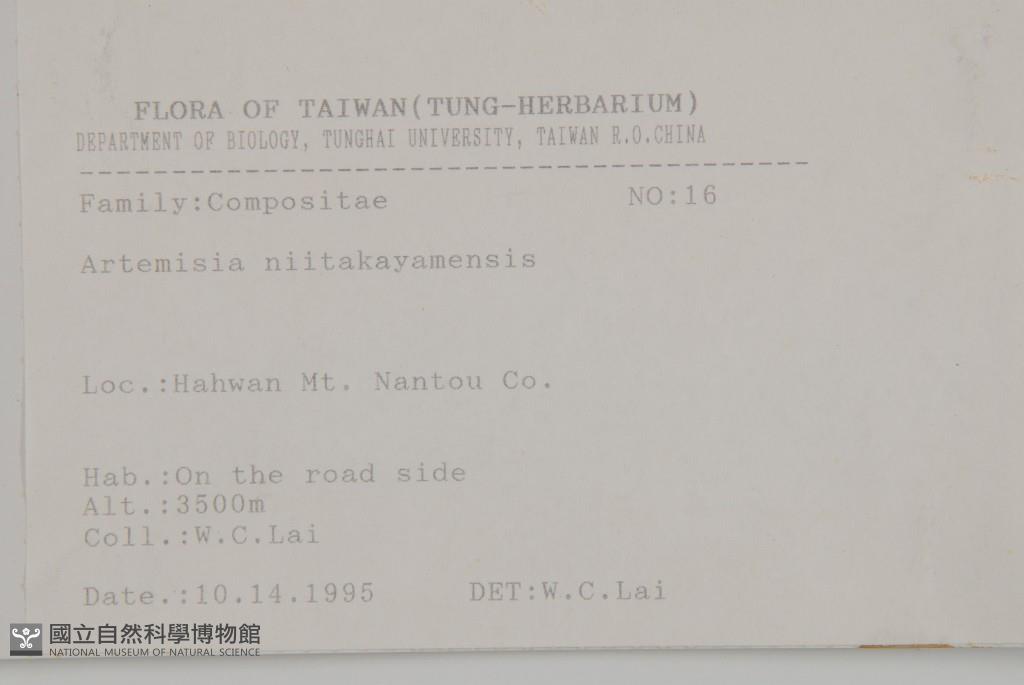 FLORA OF TAIWAN(TUNG-HERBARIUM)
DEPARTMENT OF BIOLOGY, TUNGHAI UNIVERSITY, TAIWAN R.O.CHINA
----------------------------------------
Family:Compositae NO:16
Artemisia niitakayamensis
Loc.:Hahwan Mt. Nantou Co.
Hab.:On the road side
Alt.:3500m
Coll.:W.C.Lai
Date.:10.14.1995 DET:W.C.Lai
國立自然科學博物館
NATIONAL MUSEUM OF NATURAL SCIENCE